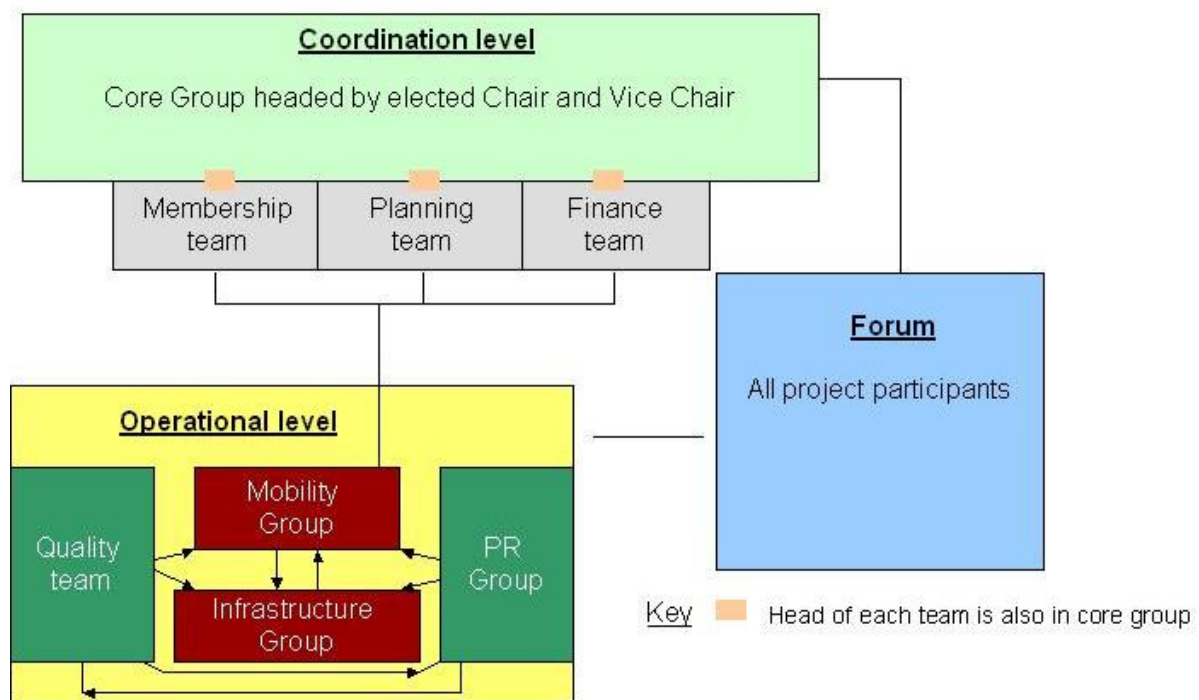 Coordination level
Core Group headed by elected Chair and Vice Chair
Membership
team
Planning
team
Finance
team
Forum
All project participants
Operational level
Quality
team
Mobility
Group
Infrastructure
Group
PR
Group
Key
Head of each team is also in core group